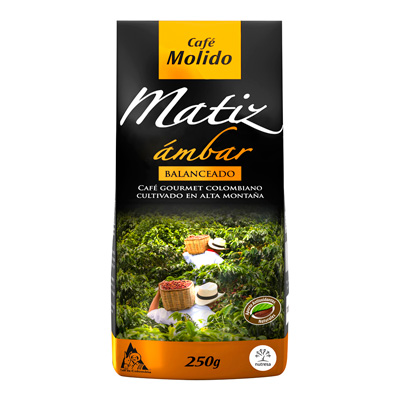 Café
Molido
Matiz
ámbar
BALANCEADO
CAFÉ GOURMET COLOMBIANO
CULTIVADO EN ALTA MONTAÑA
250g
nutresa